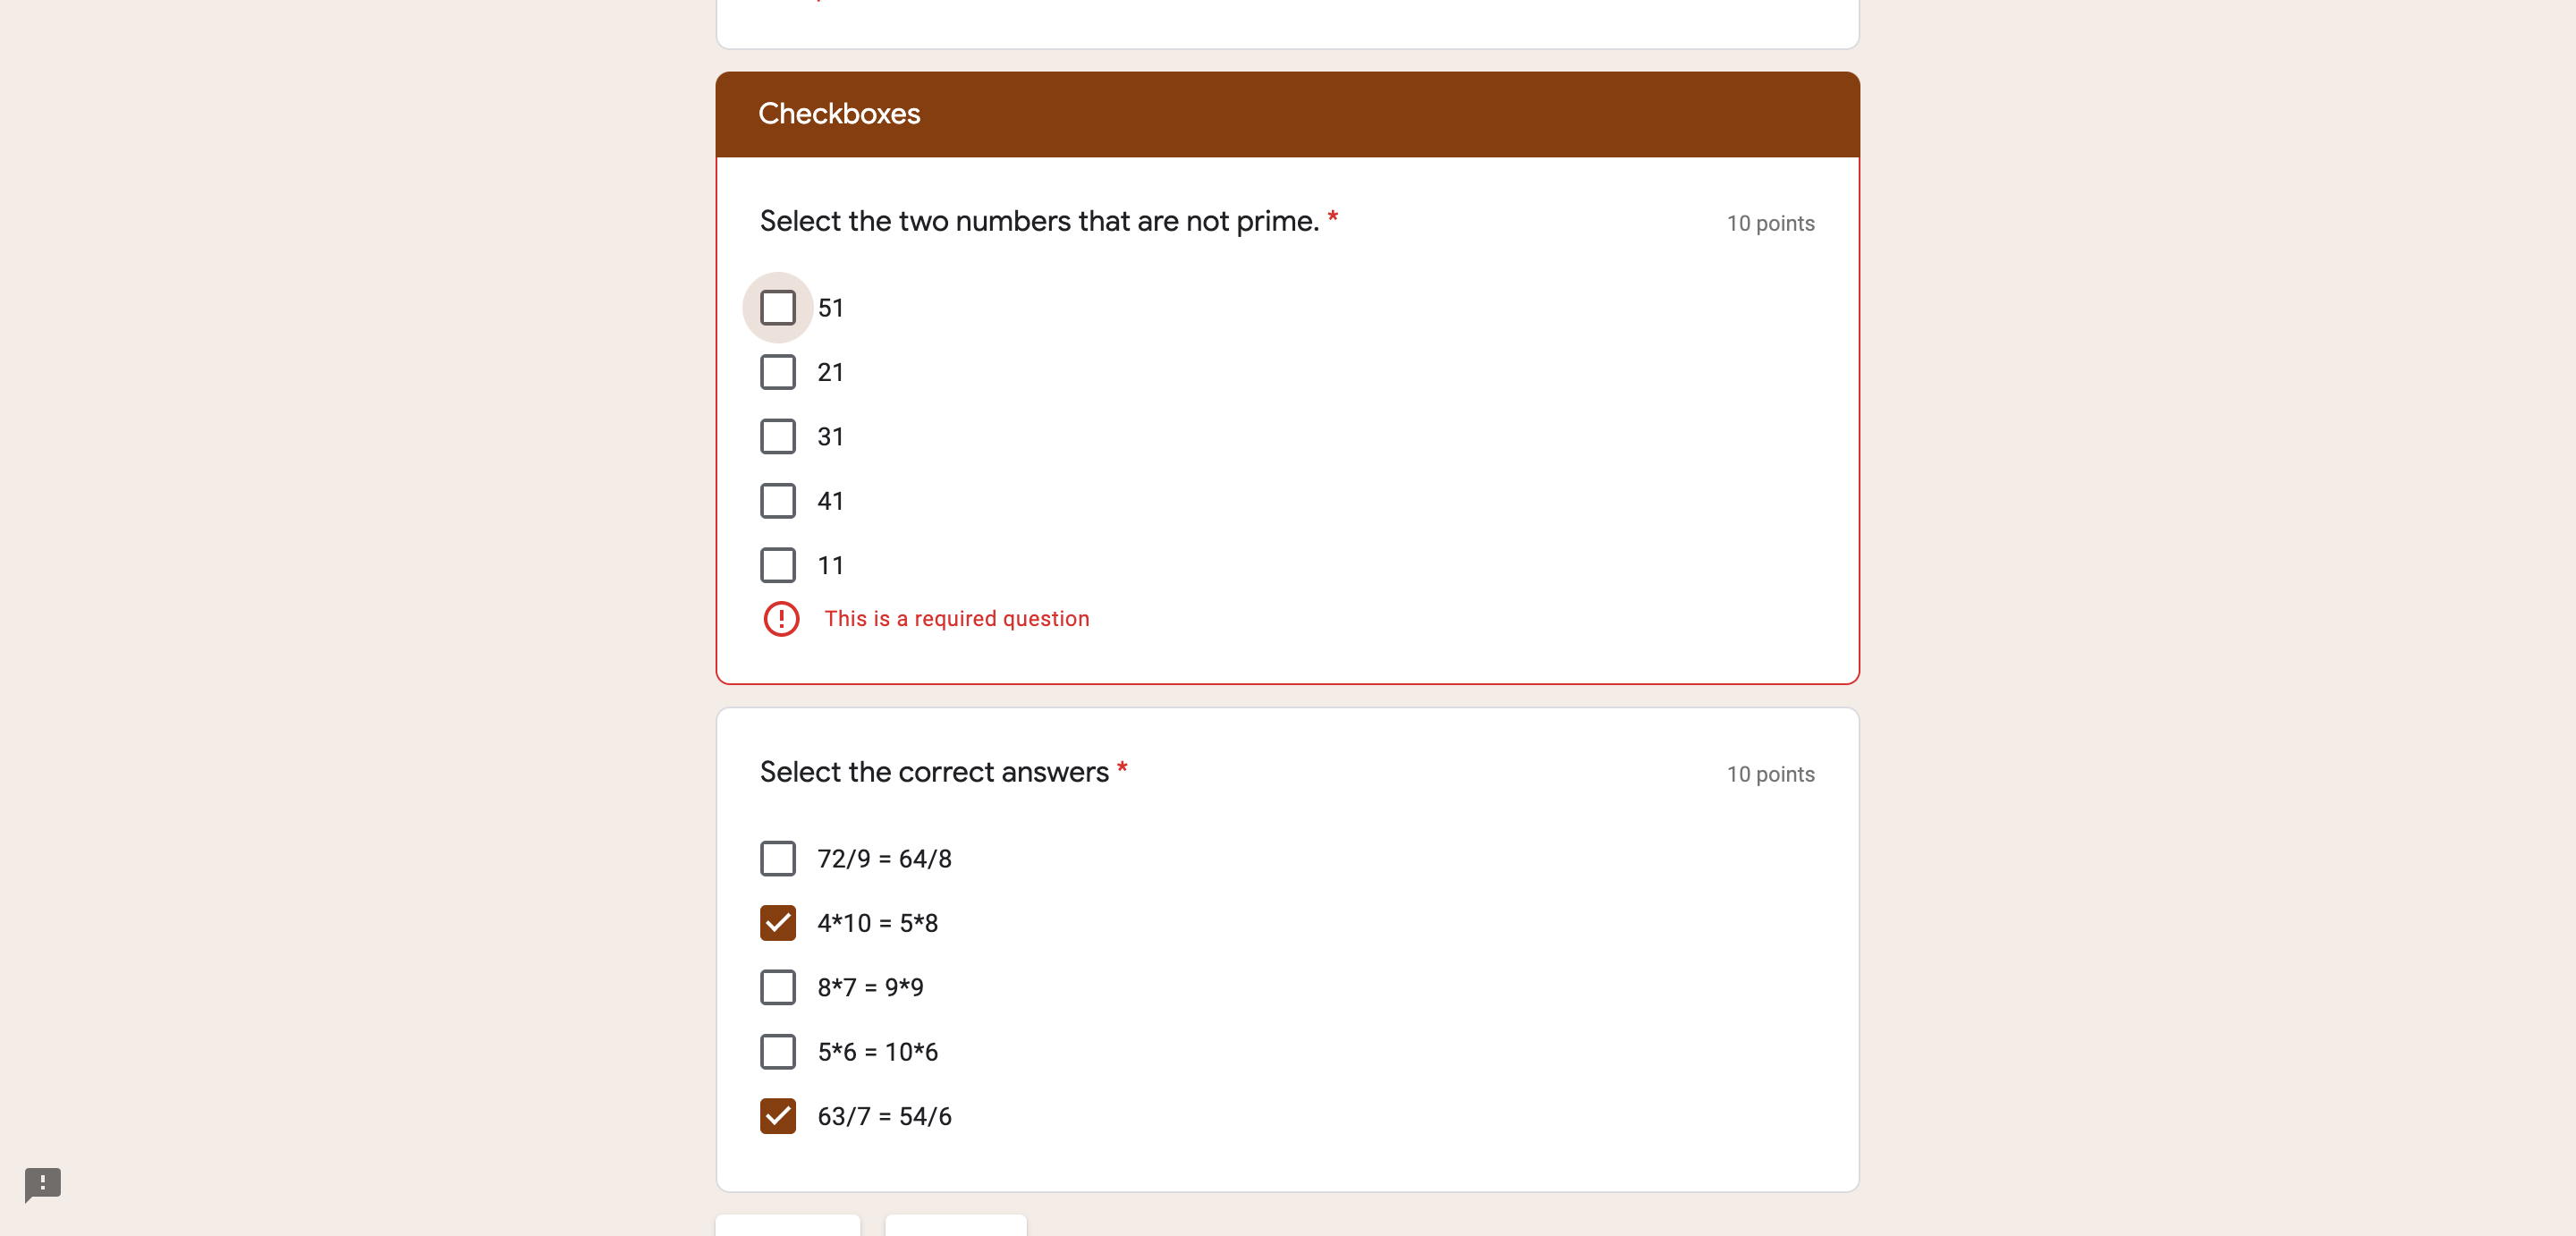 Checkboxes
Select the two numbers that are not prime. *
10 points
51
21
31
41
11
This is a required question
Select the correct answers *
10 points
72/9 = 64/8
4*10 = 5*8
8*7 = 9*9
5*6 = 10*6
63/7 = 54/6